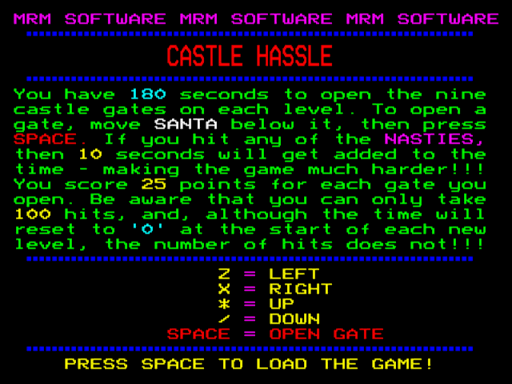 MRM SOFTWARE MRM SOFTWARE MRM SOFTWARE
CASTLE HASSLE
You have 180 seconds to open the nine
castle gates on each level. To open a
gate, move SANTA below it, then press
SPACE. If you hit any of the NASTIES,
then 10 seconds will get added to the
time - making the game much harder!!!
You score 25 points for each gate you
open. Be aware that you can only take
100 hits, and, although the time will
reset to '0' at the start of each new
level, the number of hits does not!!!
Z = LEFT
X = RIGHT
* = UP
/ = DOWN
SPACE = OPEN GATE
PRESS SPACE TO LOAD THE GAME!